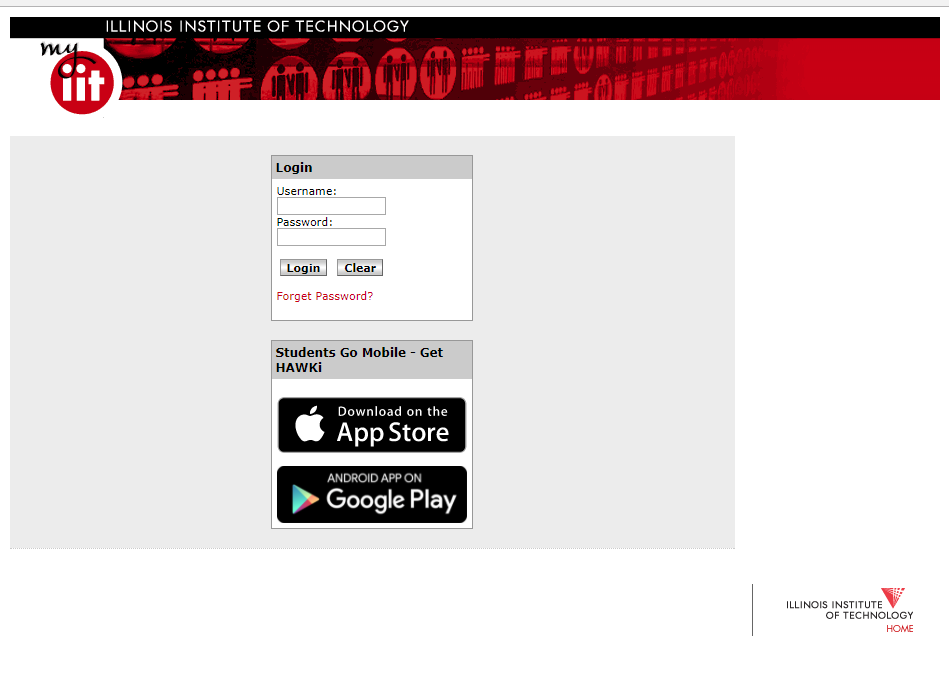 ILLINOIS INSTITUTE OF TECHNOLOGY
my
iit
Login
Username:
Password:
Login Clear
Forget Password?
Students Go Mobile - Get
HAWKi
Download on the
App Store
ANDROID APP ON
Google Play
ILLINOIS INSTITUTE
OF TECHNOLOGY
HOME